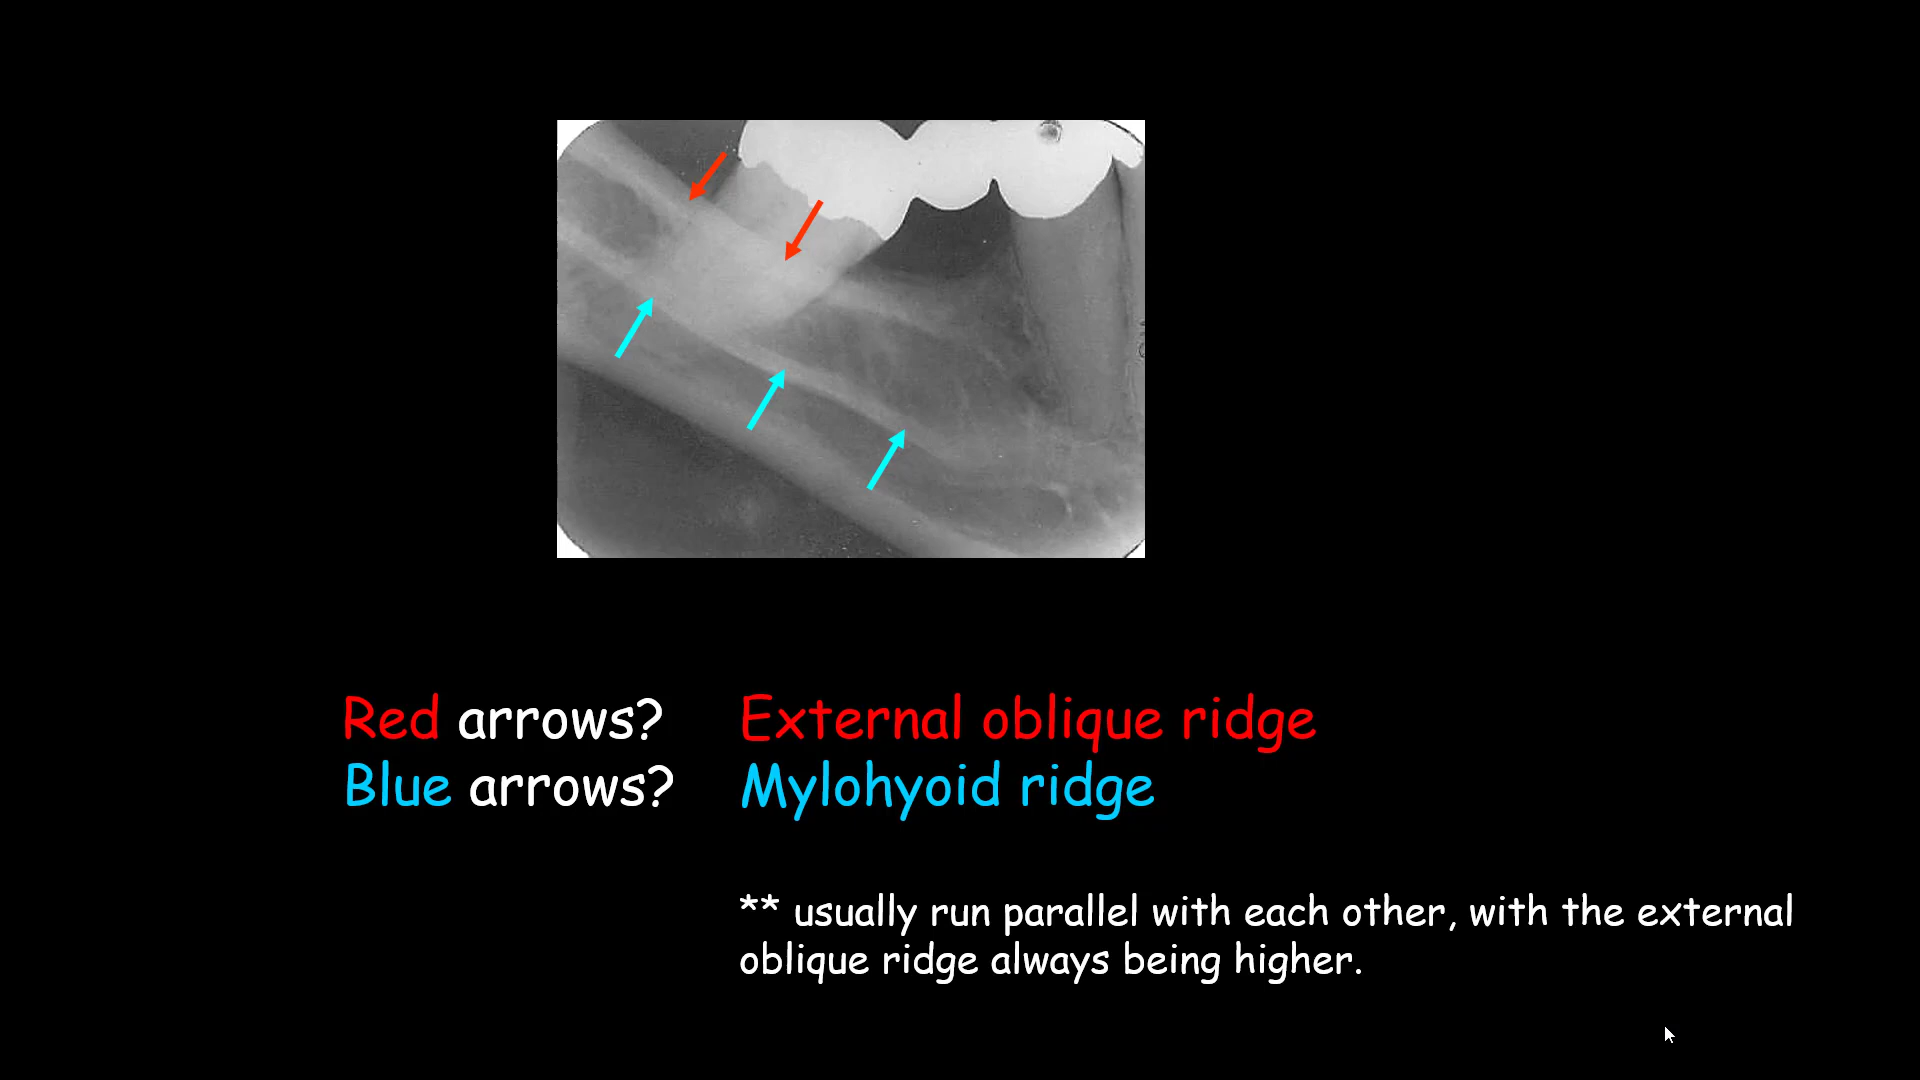 Red arrows? External oblique ridge
Blue arrows? Mylohyoid ridge
** usually run parallel with each other, with the external
oblique ridge always being higher.